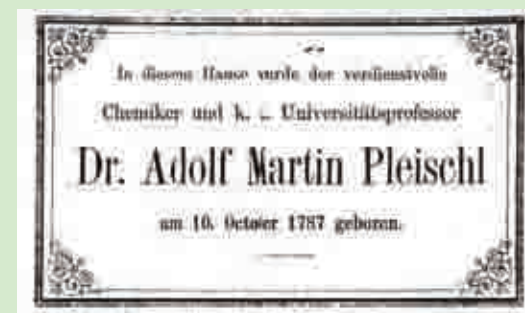 In diesem Hause wurde der verdienstvolle
Chemiker und k. Universitätsprofessor
Dr. Adolf Martin Pleischl
am 10. October 1787 geboren.